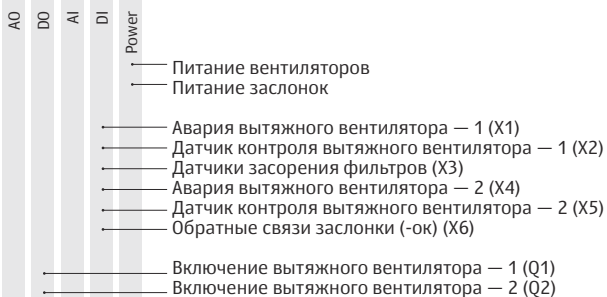 AO
DO
AI
DI
Power
Питание вентиляторов
Питание заслонок
Авария вытяжного вентилятора — 1 (X1)
Датчик контроля вытяжного вентилятора — 1 (X2)
Датчики засорения фильтров (X3)
Авария вытяжного вентилятора — 2 (X4)
Датчик контроля вытяжного вентилятора — 2 (X5)
Обратные связи заслонки (-ок) (X6)
Включение вытяжного вентилятора — 1 (Q1)
Включение вытяжного вентилятора — 2 (Q2)